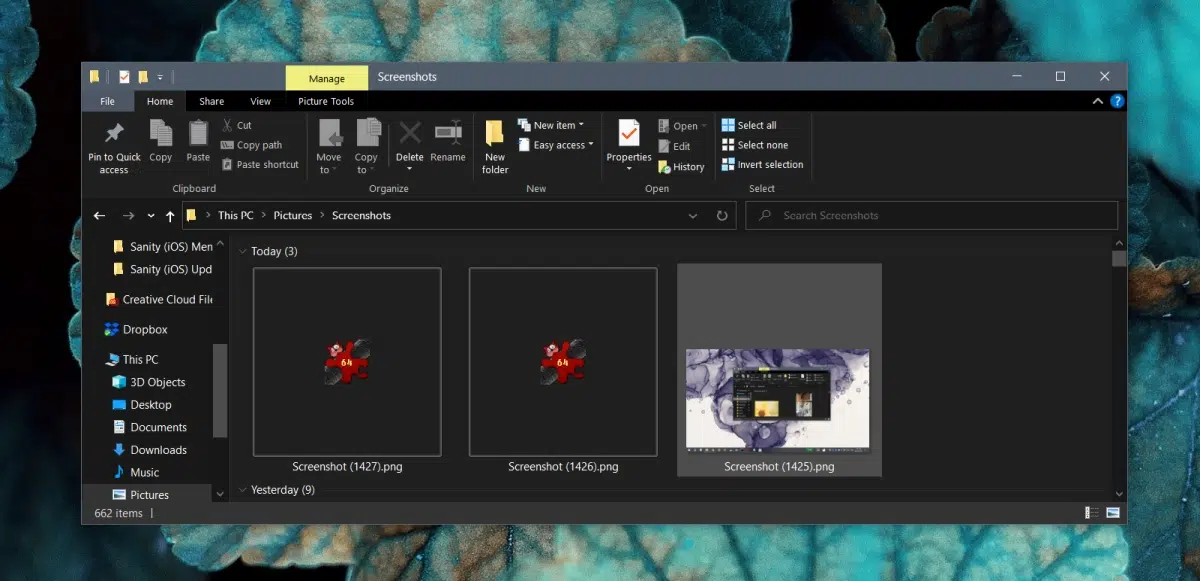 Manage
Screenshots
File
Home
Share
View
Picture Tools
Pin to Quick access
Copy
Paste
Cut
Copy path
Paste shortcut
Clipboard
Move to
Copy to
Delete
Rename
Organize
New folder
New item
Easy access
New
Properties
Open
Edit
History
Open
Select all
Select none
Invert selection
Select
This PC > Pictures > Screenshots
Search Screenshots
Sanity (iOS) Men
Sanity (iOS) Upd
Creative Cloud File
Dropbox
This PC
3D Objects
Desktop
Documents
Downloads
Music
Pictures
Today (3)
64
64
Screenshot (1427).png
Screenshot (1426).png
Screenshot (1425).png
Yesterday (9)
662 items